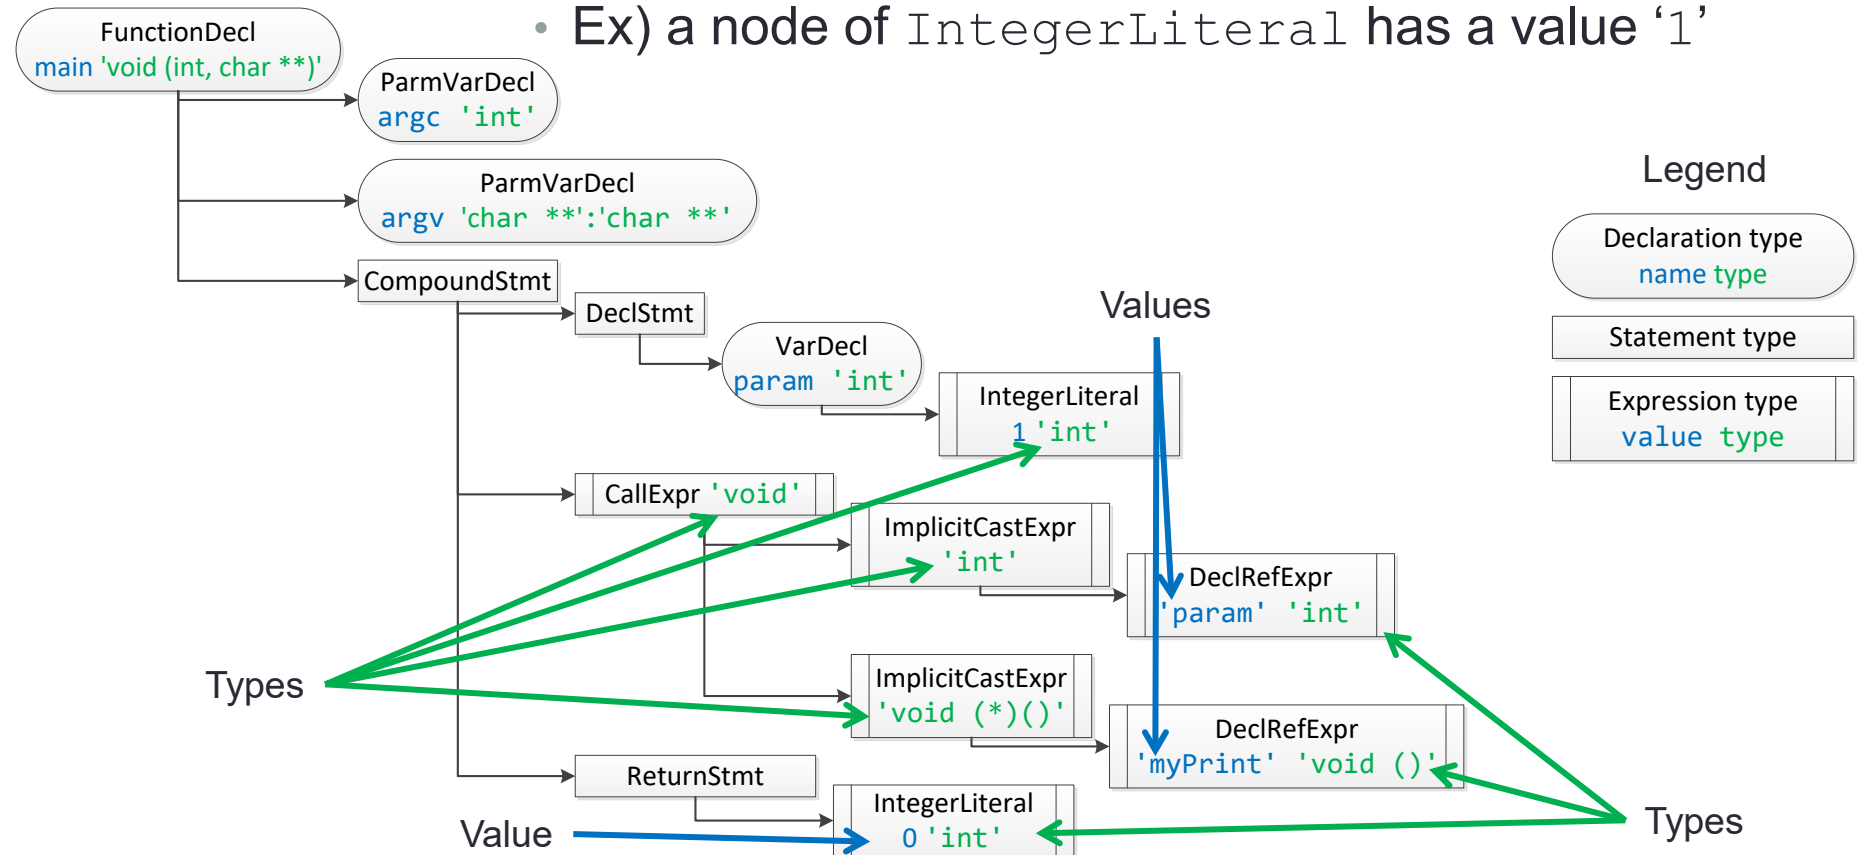 • Ex) a node of IntegerLiteral has a value ‘1’
FunctionDecl
main 'void (int, char **)'
ParmVarDecl
argc 'int'
ParmVarDecl
argv 'char **':'char **'
CompoundStmt
DeclStmt
VarDecl
param 'int'
IntegerLiteral
1 'int'
CallExpr 'void'
ImplicitCastExpr
'int'
DeclRefExpr
'param' 'int'
ImplicitCastExpr
'void (*)()'
DeclRefExpr
'myPrint' 'void ()'
ReturnStmt
IntegerLiteral
0 'int'
Values
Types
Value
Types
Legend
Declaration type
name type
Statement type
Expression type
value type